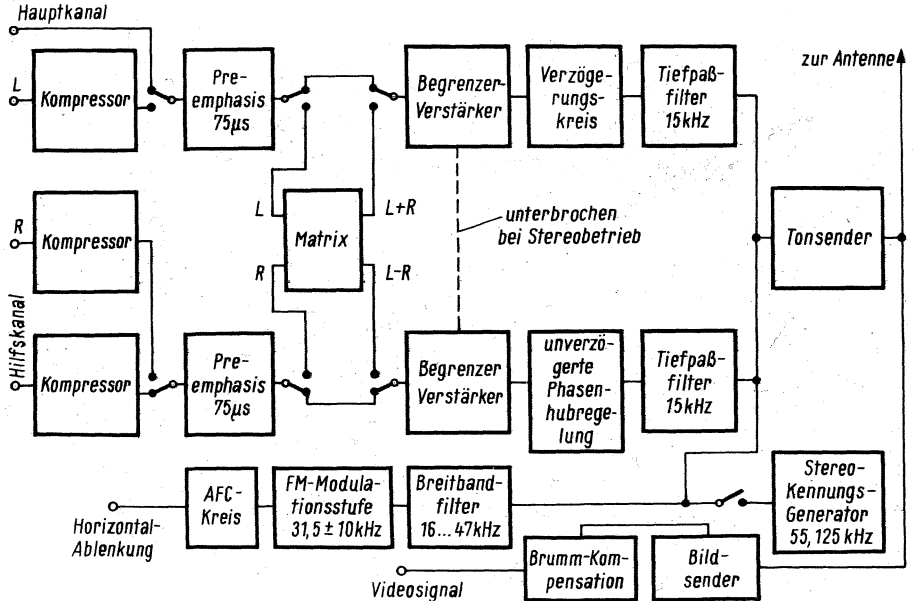 Hauptkanal
L
Kompressor
Pre-
emphasis
75µs
Begrenzer-
Verstärker
Verzöge-
rungs-
kreis
Tiefpaß-
filter
15kHz
zur Antenne
R
Kompressor
L
R
Matrix
L+R
L-R
unterbrochen
bei Stereobetrieb
Tonsender
Hilfskanal
Kompressor
Pre-
emphasis
75µs
Begrenzer
Verstärker
unverzö-
gerte
Phasen-
hubrege-
lung
Tiefpaß-
filter
15kHz
Horizontal-
Ablenkung
AFC-
Kreis
FM-Modula-
tionsstufe
31,5 ± 10kHz
Breitband-
filter
16...47kHz
Stereo-
Kennungs-
Generator
55,125 kHz
Videosignal
Brumm-Kom-
pensation
Bild-
sender